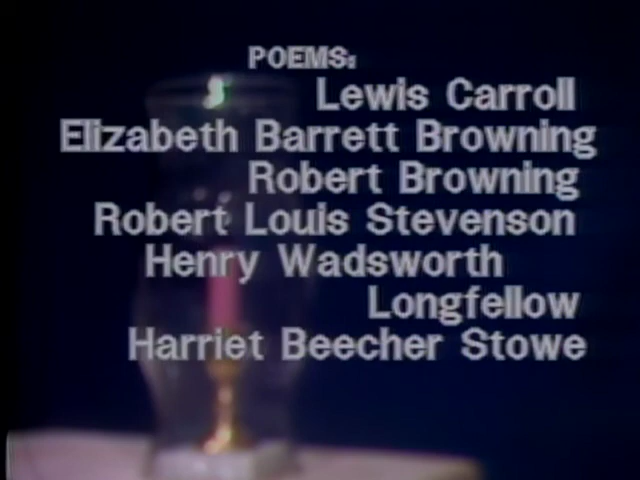 POEMS:
Lewis Carroll
Elizabeth Barrett Browning
Robert Browning
Robert Louis Stevenson
Henry Wadsworth
Longfellow
Harriet Beecher Stowe